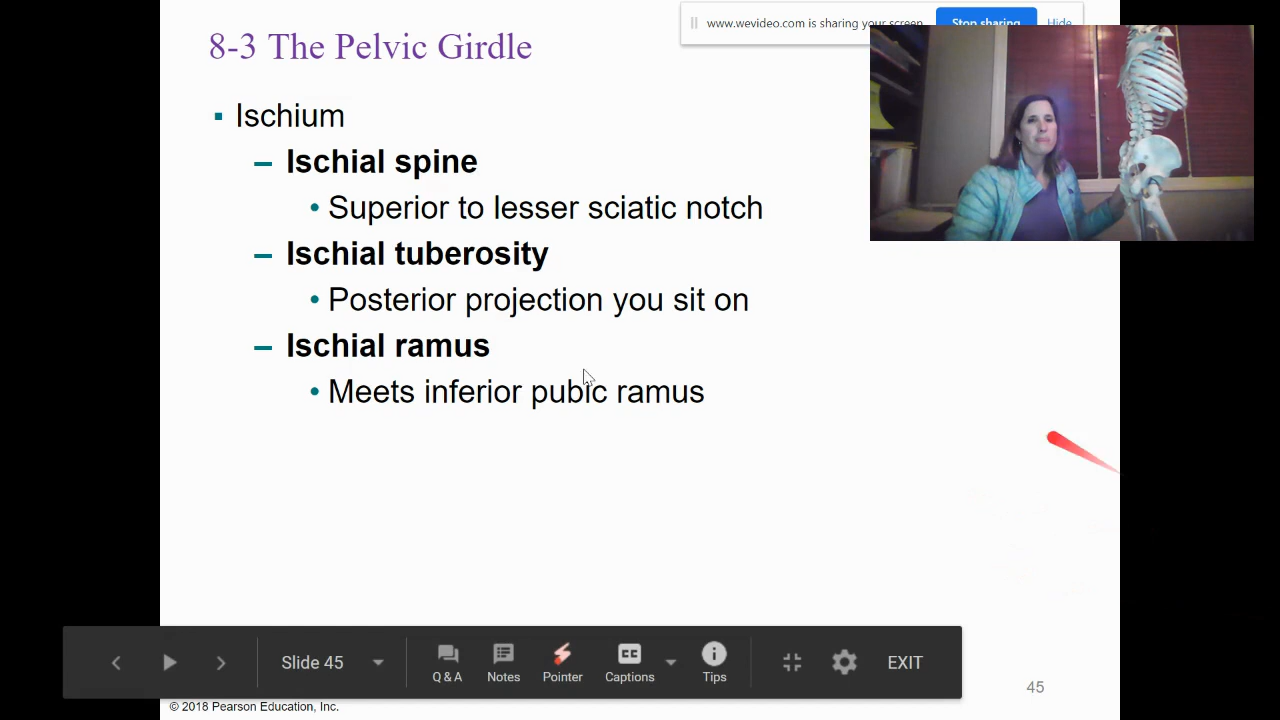 8-3 The Pelvic Girdle
www.wevideo.com is sharing your screen
Stop sharing
Hide
▪ Ischium
– Ischial spine
• Superior to lesser sciatic notch
– Ischial tuberosity
• Posterior projection you sit on
– Ischial ramus
• Meets inferior pubic ramus
Slide 45
Q & A
Notes
Pointer
CC
Captions
Tips
EXIT
45
© 2018 Pearson Education, Inc.